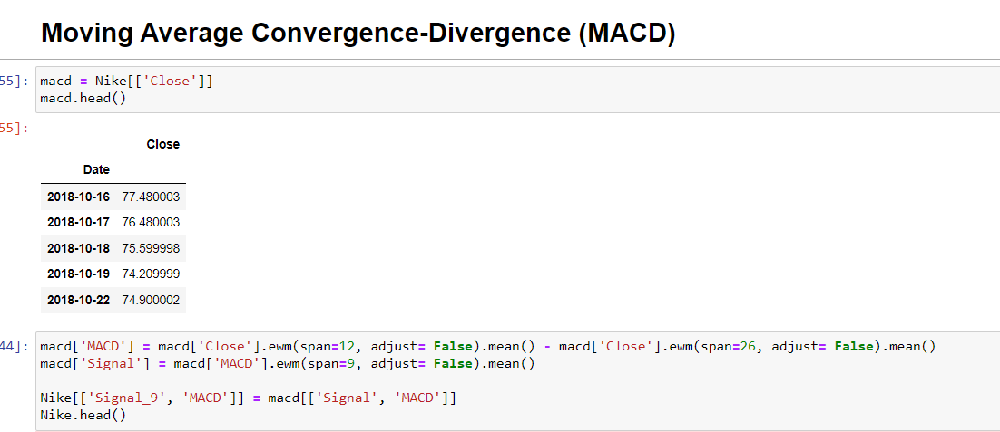 Moving Average Convergence-Divergence (MACD)
55]: macd = Nike[['Close']]
macd.head()
55]:
Close
Date
2018-10-16 77.480003
2018-10-17 76.480003
2018-10-18 75.599998
2018-10-19 74.209999
2018-10-22 74.900002
44]: macd['MACD'] = macd['Close'].ewm(span=12, adjust= False).mean() - macd['Close'].ewm(span=26, adjust= False).mean()
macd['Signal'] = macd['MACD'].ewm(span=9, adjust= False).mean()
Nike[['Signal_9', 'MACD']] = macd[['Signal', 'MACD']]
Nike.head()